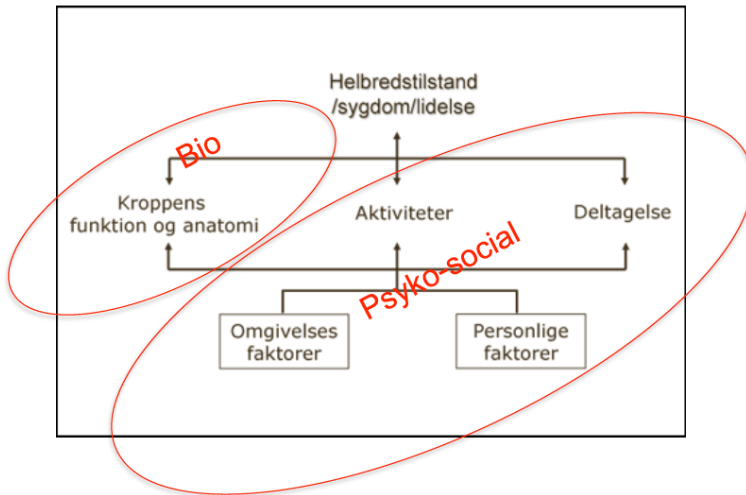 Helbredstilstand
/sygdom/lidelse
Bio
Kroppens
funktion og anatomi
Aktiviteter
Deltagelse
Psyko-social
Omgivelses
faktorer
Personlige
faktorer